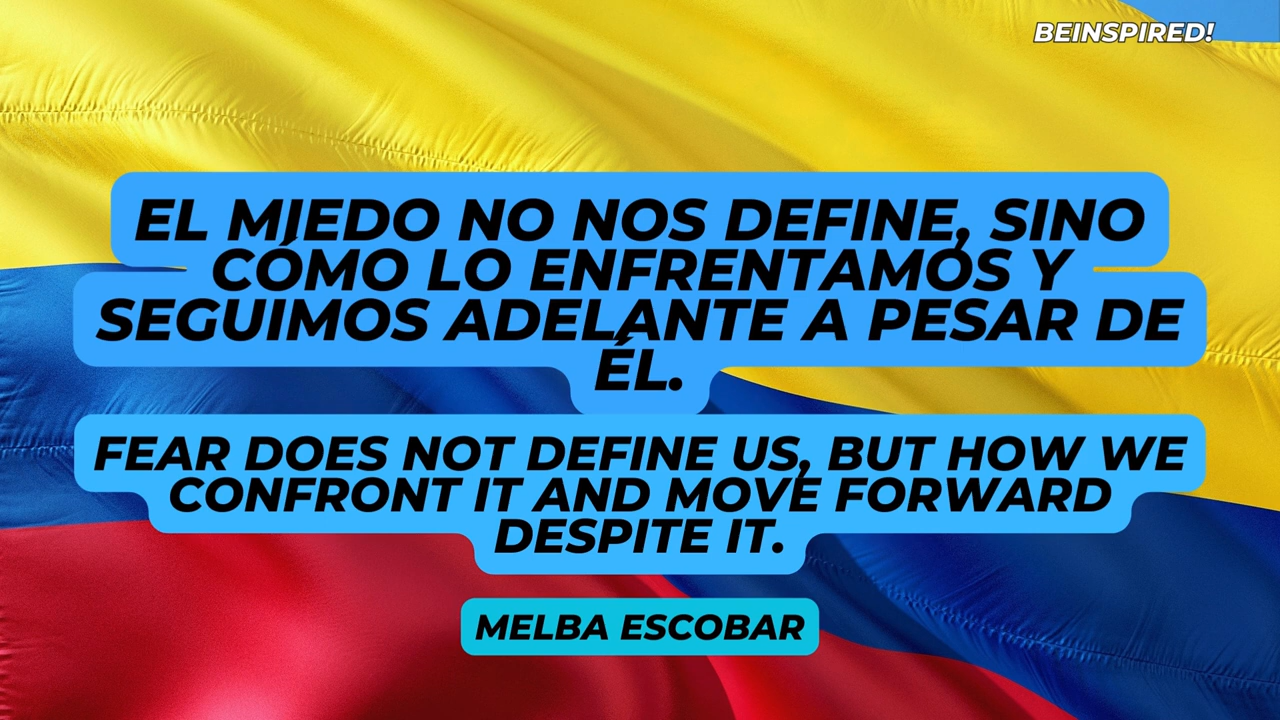 BEINSPIRED!
EL MIEDO NO NOS DEFINE, SINO
CÓMO LO ENFRENTAMOS Y
SEGUIMOS ADELANTE A PESAR DE
ÉL.
FEAR DOES NOT DEFINE US, BUT HOW WE
CONFRONT IT AND MOVE FORWARD
DESPITE IT.
MELBA ESCOBAR